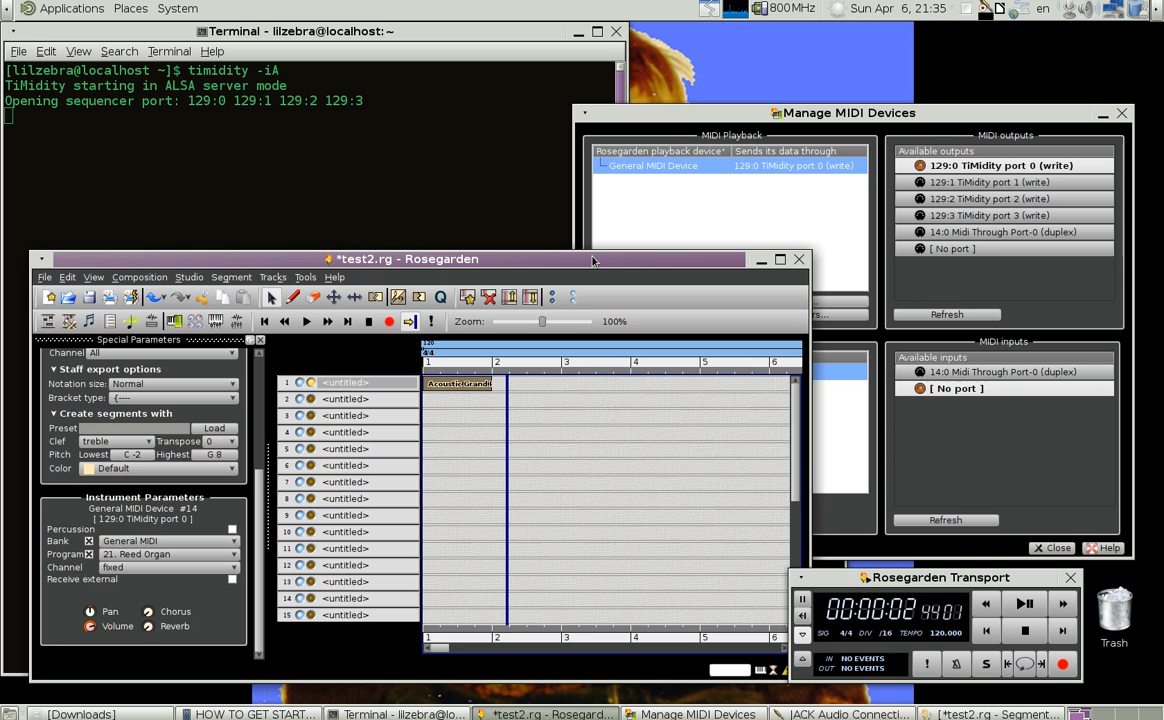 Applications Places System 800 MHz Sun Apr 6, 21:35 en
Terminal - lilzebra@localhost:~
File Edit View Search Terminal Help
[lilzebra@localhost ~]$ timidity -iA
TiMidity starting in ALSA server mode
Opening sequencer port: 129:0 129:1 129:2 129:3
Manage MIDI Devices
MIDI Playback
Rosegarden playback device* Sends its data through
General MIDI Device 129:0 TiMidity port 0 (write)
MIDI outputs
Available outputs
129:0 TiMidity port 0 (write)
129:1 TiMidity port 1 (write)
129:2 TiMidity port 2 (write)
129:3 TiMidity port 3 (write)
14:0 Midi Through Port-0 (duplex)
[ No port ]
Refresh
MIDI inputs
Available inputs
14:0 Midi Through Port-0 (duplex)
[ No port ]
Refresh
Close Help
*test2.rg - Rosegarden
File Edit View Composition Studio Segment Tracks Tools Help
Zoom: 100%
Special Parameters
Channel All
Staff export options
Notation size: Normal
Bracket type: {----
Create segments with
Preset Load
Clef treble Transpose 0
Pitch Lowest C -2 Highest G 8
Color Default
Instrument Parameters
General MIDI Device #14
[ 129:0 TiMidity port 0 ]
Percussion
Bank General MIDI
Program 21. Reed Organ
Channel fixed
Receive external
Pan Chorus
Volume Reverb
120
4/4
1 2 3 4 5 6
1 <untitled>
2 <untitled>
3 <untitled>
4 <untitled>
5 <untitled>
6 <untitled>
7 <untitled>
8 <untitled>
9 <untitled>
10 <untitled>
11 <untitled>
12 <untitled>
13 <untitled>
14 <untitled>
15 <untitled>
1 2 3 4 5 6
Rosegarden Transport
00:00:02 4401
SIG 4/4 DIV /16 TEMPO 120.000
IN NO EVENTS
OUT NO EVENTS
S
Trash
[Downloads] HOW TO GET START... Terminal - lilzebra@lo... *test2.rg - Rosegard... Manage MIDI Devices JACK Audio Connecti... [*test2.rg - Segment...